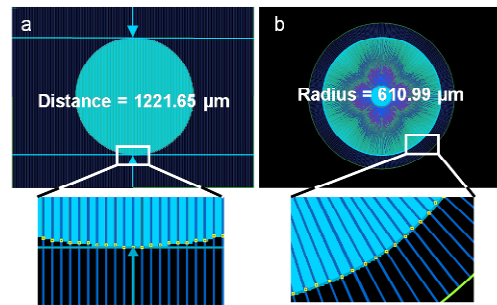 a
b
Distance = 1221.65 µm
Radius = 610.99 µm